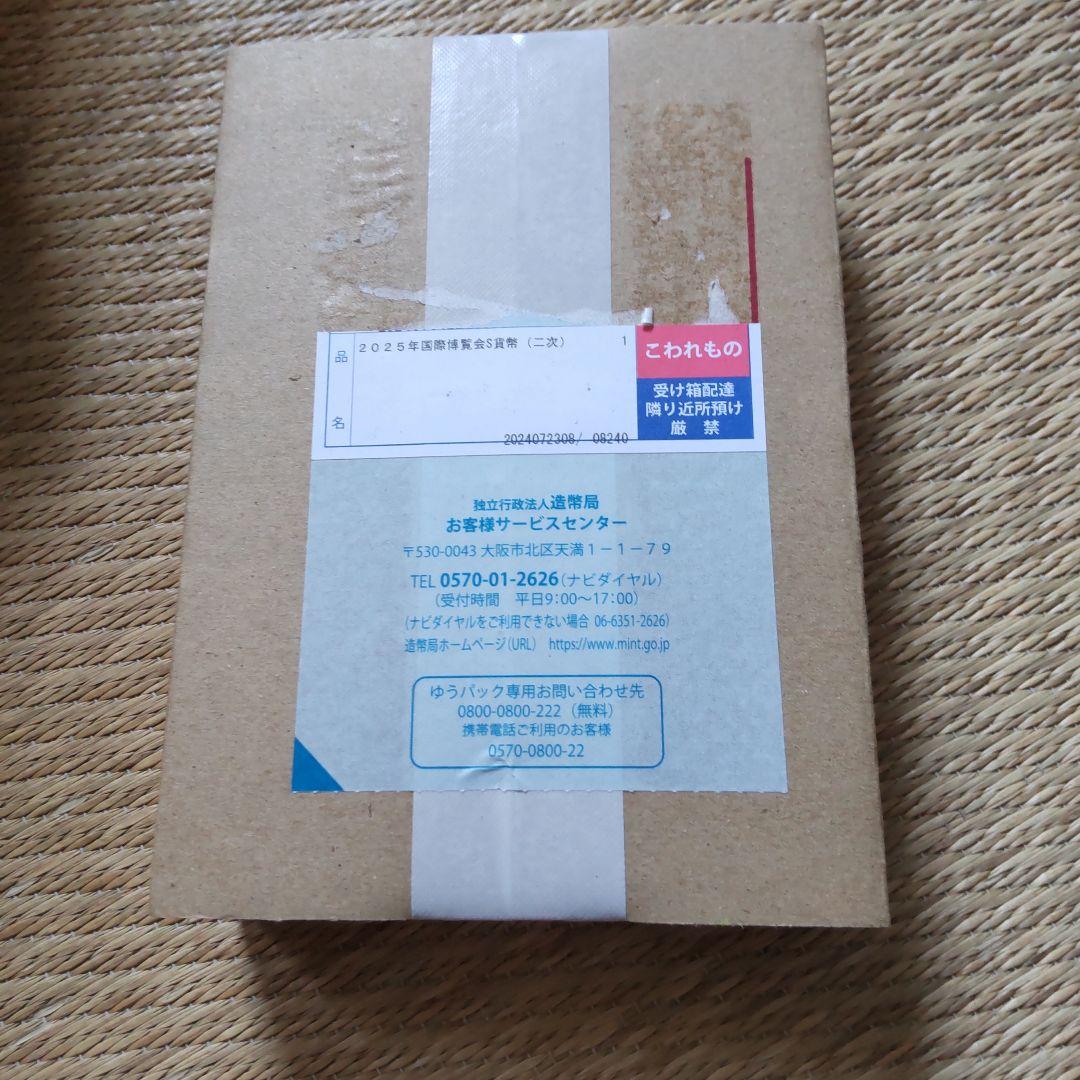 品名
2025年国際博覧会S貨幣（二次） 1
こわれもの
受け箱配達
隣り近所預け
厳　禁
2024072308/ 08240
独立行政法人造幣局
お客様サービスセンター
〒530-0043 大阪市北区天満1-1-79
TEL 0570-01-2626（ナビダイヤル）
（受付時間　平日9：00〜17：00）
（ナビダイヤルをご利用できない場合 06-6351-2626）
造幣局ホームページ（URL）　https://www.mint.go.jp
ゆうパック専用お問い合わせ先
0800-0800-222（無料）
携帯電話ご利用のお客様
0570-0800-22